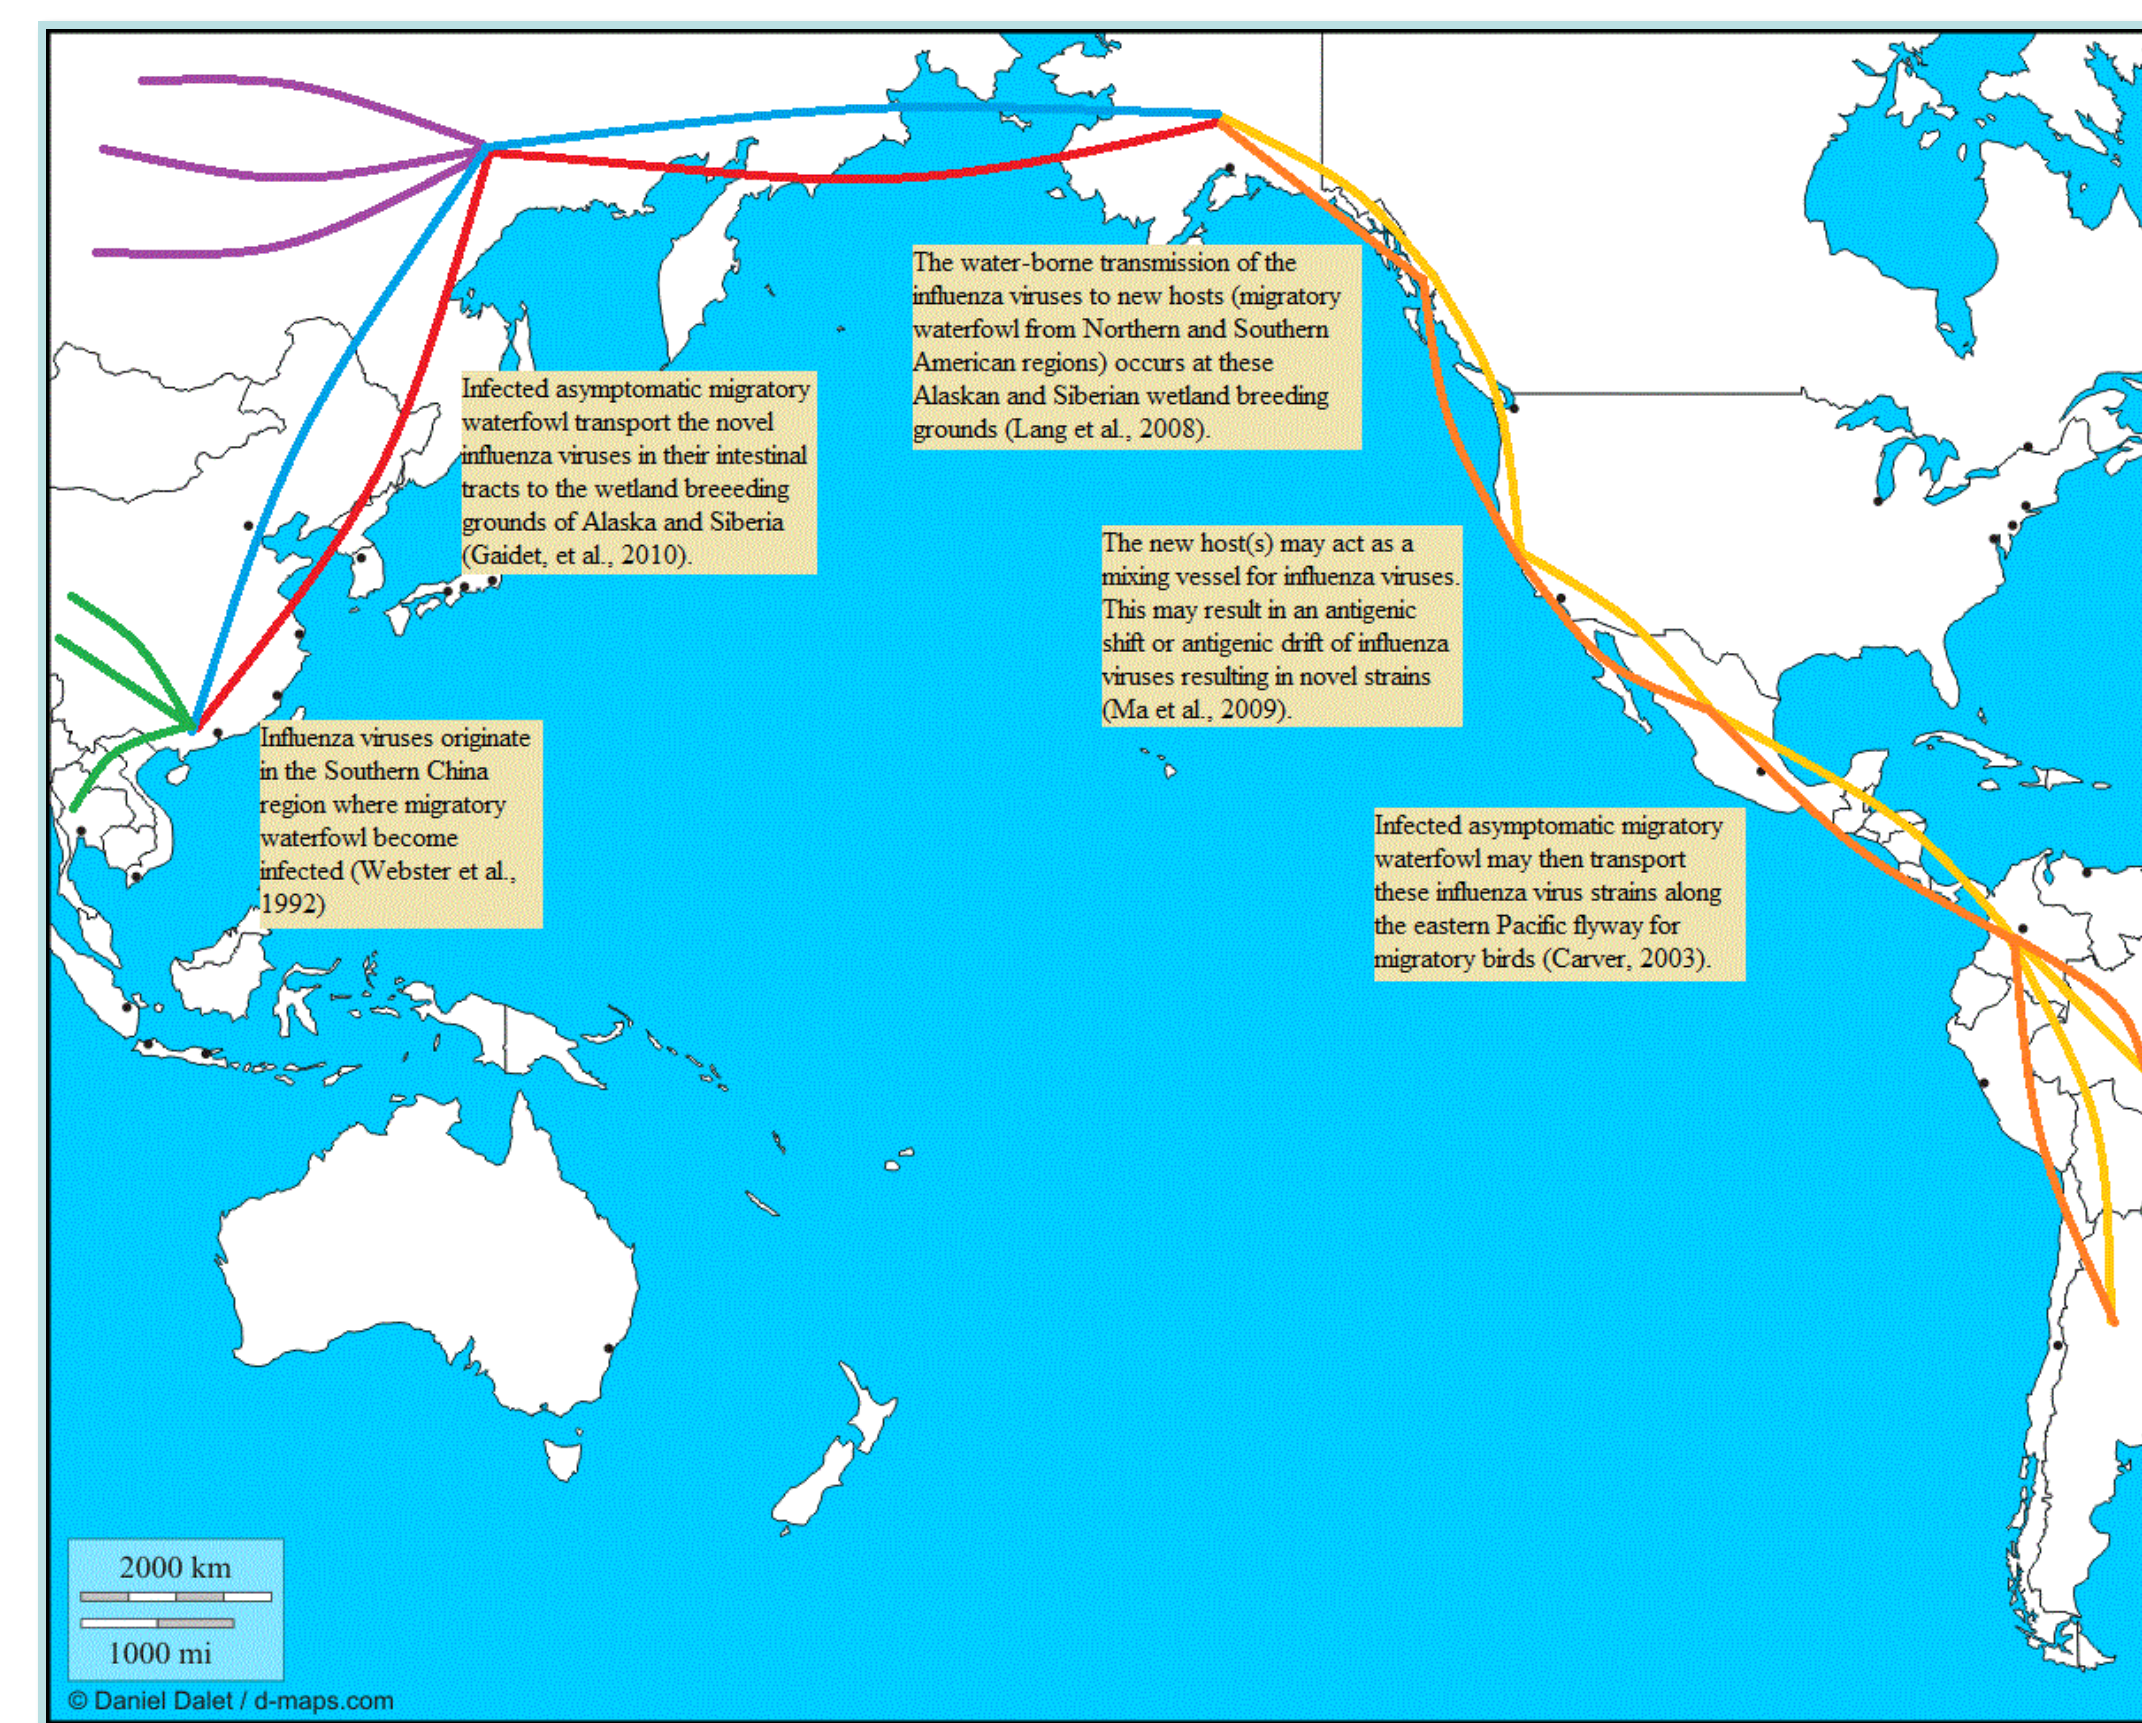 The water-borne transmission of the
influenza viruses to new hosts (migratory
waterfowl from Northern and Southern
American regions) occurs at these
Alaskan and Siberian wetland breeding
grounds (Lang et al., 2008).
Infected asymptomatic migratory
waterfowl transport the novel
influenza viruses in their intestinal
tracts to the wetland breeeding
grounds of Alaska and Siberia
(Gaidet, et al., 2010).
The new host(s) may act as a
mixing vessel for influenza viruses.
This may result in an antigenic
shift or antigenic drift of influenza
viruses resulting in novel strains
(Ma et al., 2009).
Influenza viruses originate
in the Southern China
region where migratory
waterfowl become
infected (Webster et al.,
1992)
Infected asymptomatic migratory
waterfowl may then transport
these influenza virus strains along
the eastern Pacific flyway for
migratory birds (Carver, 2003).
2000 km
1000 mi
© Daniel Dalet / d-maps.com